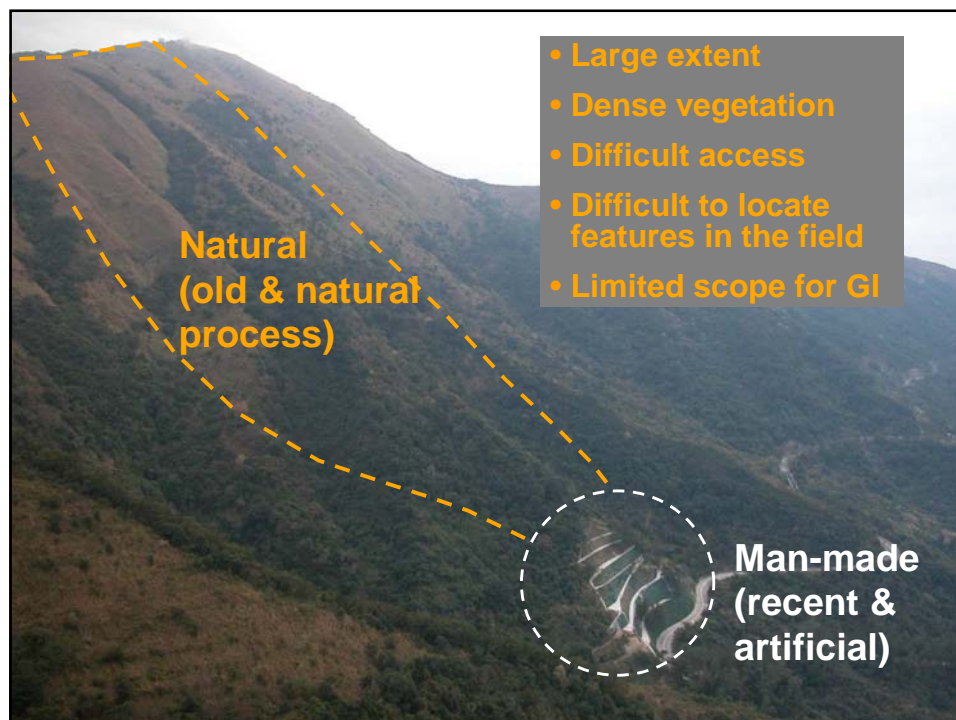 • Large extent
• Dense vegetation
• Difficult access
• Difficult to locate
features in the field
• Limited scope for GI
Natural
(old & natural
process)
Man-made
(recent &
artificial)